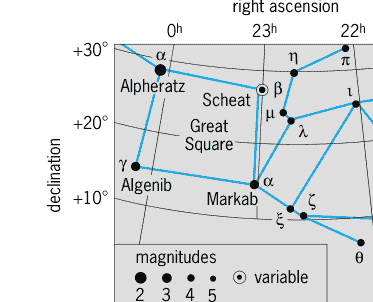 right ascension
0h 23h 22h
+30°
α η π
Alpheratz
Scheat β ι
μ
+20°
Great λ
Square
declination
γ
Algenib α
+10° Markab ζ
ξ
θ
magnitudes
variable
2 3 4 5